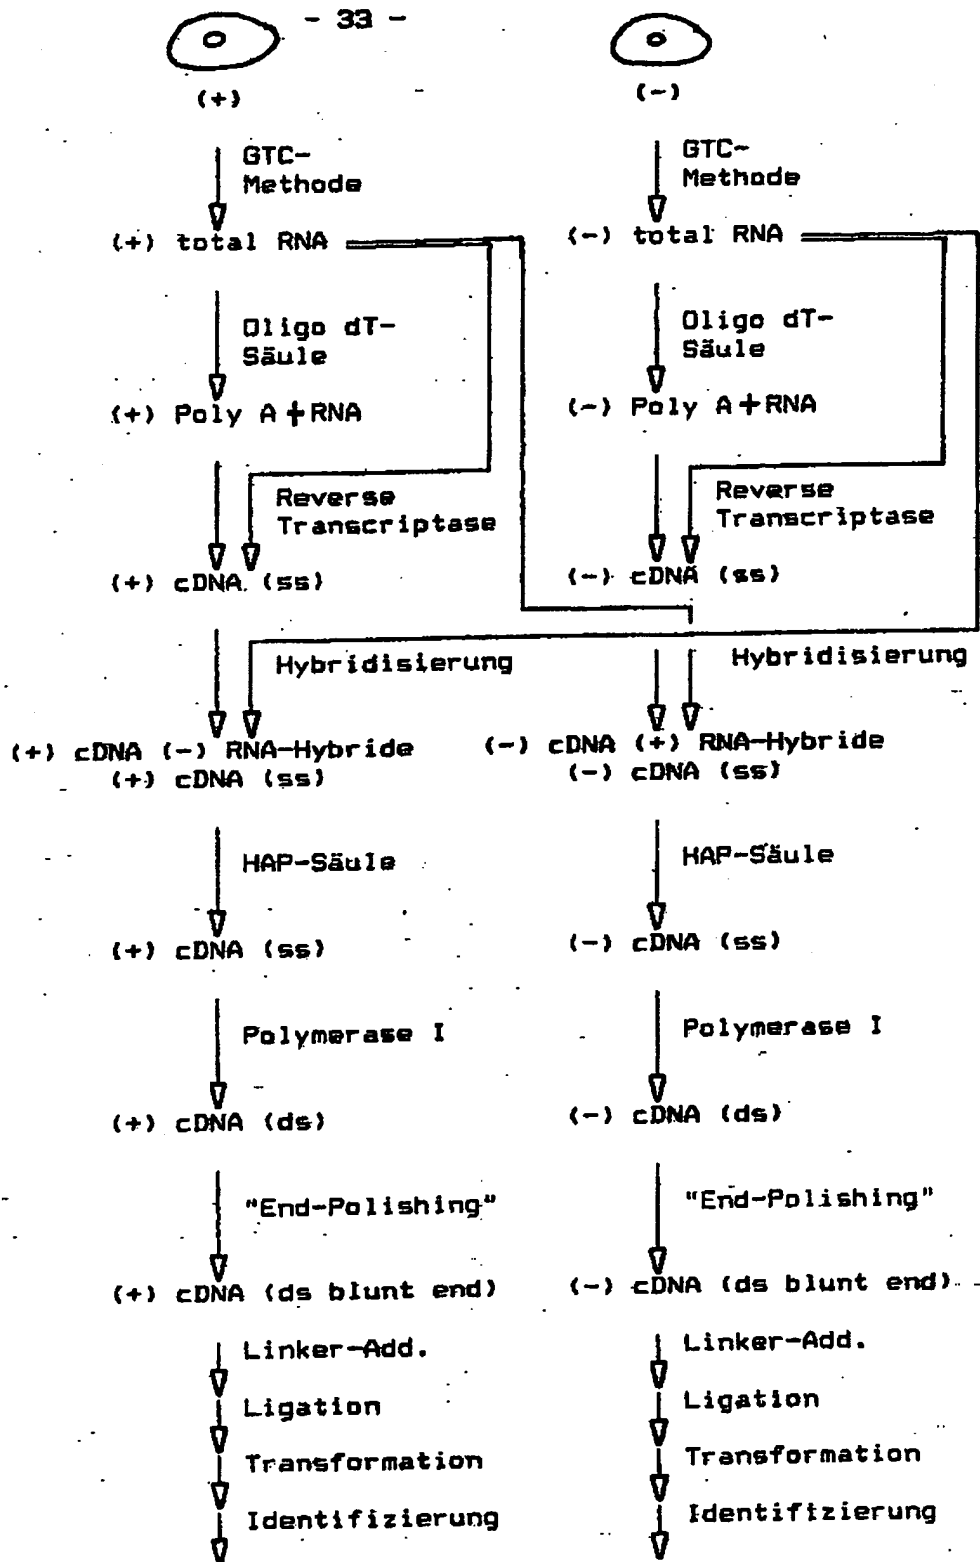 - 33 -
(+)
GTC-
Methode
(+) total RNA
Oligo dT-
Säule
(+) Poly A+RNA
Reverse
Transcriptase
(+) cDNA (ss)
Hybridisierung
(+) cDNA (-) RNA-Hybride
(+) cDNA (ss)
HAP-Säule
(+) cDNA (ss)
Polymerase I
(+) cDNA (ds)
"End-Polishing"
(+) cDNA (ds blunt end)
Linker-Add.
Ligation
Transformation
Identifizierung
(-)
GTC-
Methode
(-) total RNA
Oligo dT-
Säule
(-) Poly A+RNA
Reverse
Transcriptase
(-) cDNA (ss)
Hybridisierung
(-) cDNA (+) RNA-Hybride
(-) cDNA (ss)
HAP-Säule
(-) cDNA (ss)
Polymerase I
(-) cDNA (ds)
"End-Polishing"
(-) cDNA (ds blunt end)
Linker-Add.
Ligation
Transformation
Identifizierung